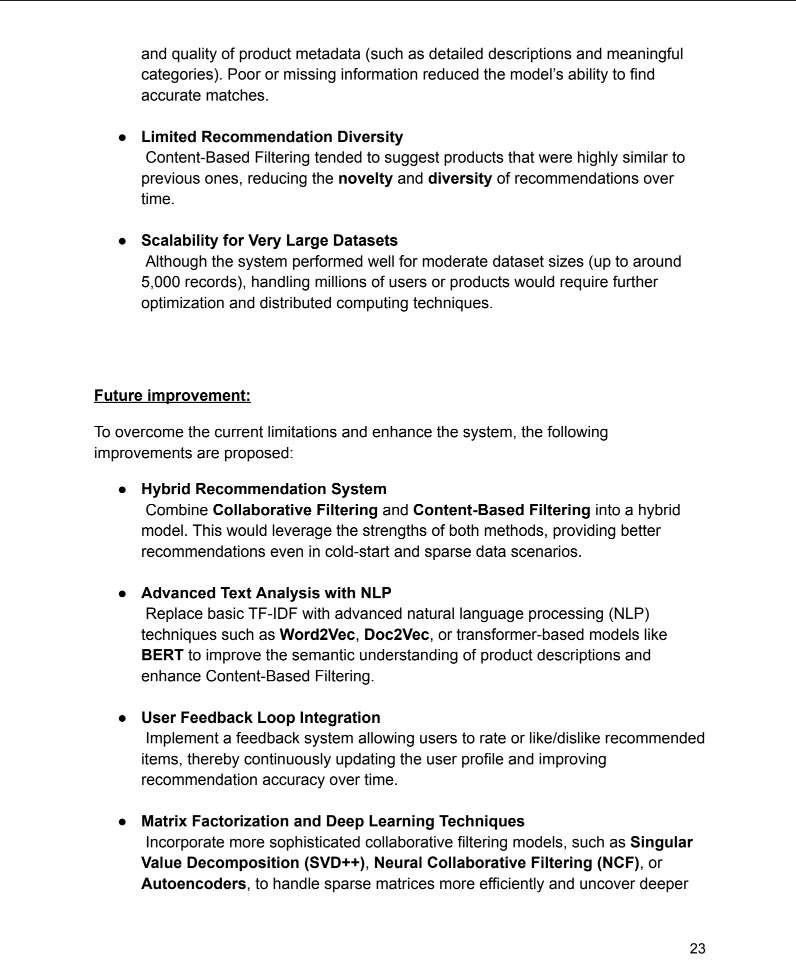 and quality of product metadata (such as detailed descriptions and meaningful
categories). Poor or missing information reduced the model’s ability to find
accurate matches.
● Limited Recommendation Diversity
Content-Based Filtering tended to suggest products that were highly similar to
previous ones, reducing the novelty and diversity of recommendations over
time.
● Scalability for Very Large Datasets
Although the system performed well for moderate dataset sizes (up to around
5,000 records), handling millions of users or products would require further
optimization and distributed computing techniques.
Future improvement:
To overcome the current limitations and enhance the system, the following
improvements are proposed:
● Hybrid Recommendation System
Combine Collaborative Filtering and Content-Based Filtering into a hybrid
model. This would leverage the strengths of both methods, providing better
recommendations even in cold-start and sparse data scenarios.
● Advanced Text Analysis with NLP
Replace basic TF-IDF with advanced natural language processing (NLP)
techniques such as Word2Vec, Doc2Vec, or transformer-based models like
BERT to improve the semantic understanding of product descriptions and
enhance Content-Based Filtering.
● User Feedback Loop Integration
Implement a feedback system allowing users to rate or like/dislike recommended
items, thereby continuously updating the user profile and improving
recommendation accuracy over time.
● Matrix Factorization and Deep Learning Techniques
Incorporate more sophisticated collaborative filtering models, such as Singular
Value Decomposition (SVD++), Neural Collaborative Filtering (NCF), or
Autoencoders, to handle sparse matrices more efficiently and uncover deeper
23